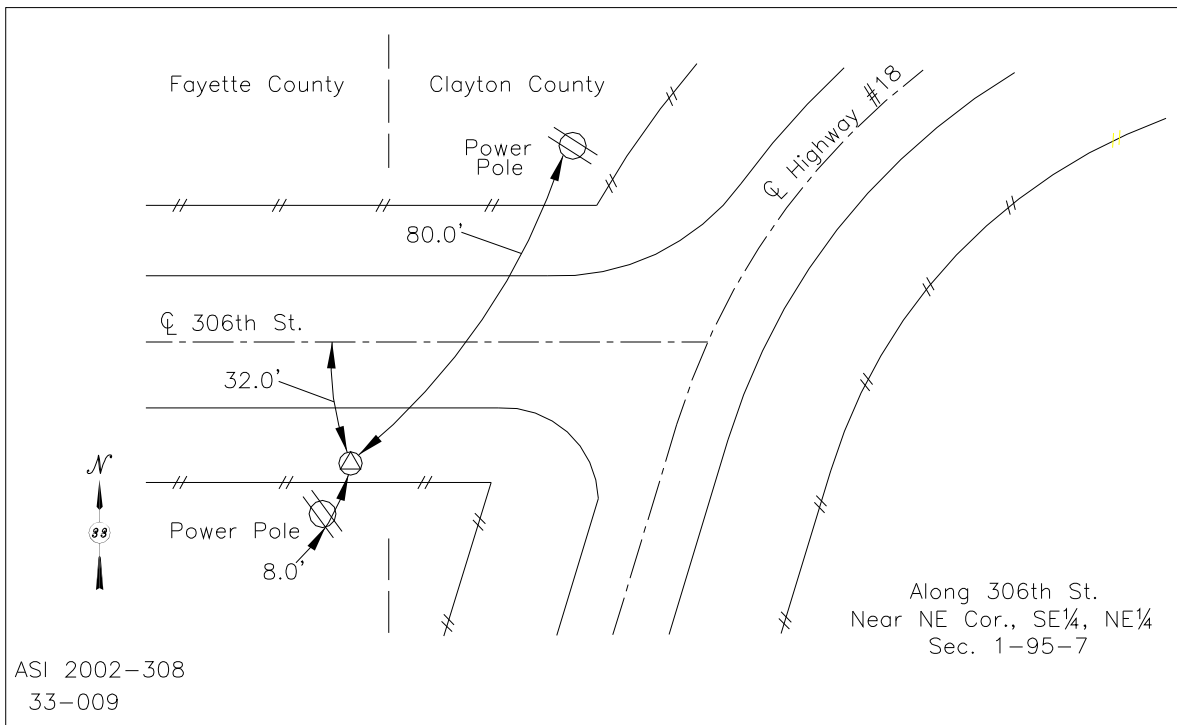 Fayette County
Clayton County
℄ Highway #18
Power
Pole
80.0'
℄ 306th St.
32.0'
N
33
Power Pole
8.0'
Along 306th St.
Near NE Cor., SE¼, NE¼
Sec. 1-95-7
ASI 2002-308
33-009